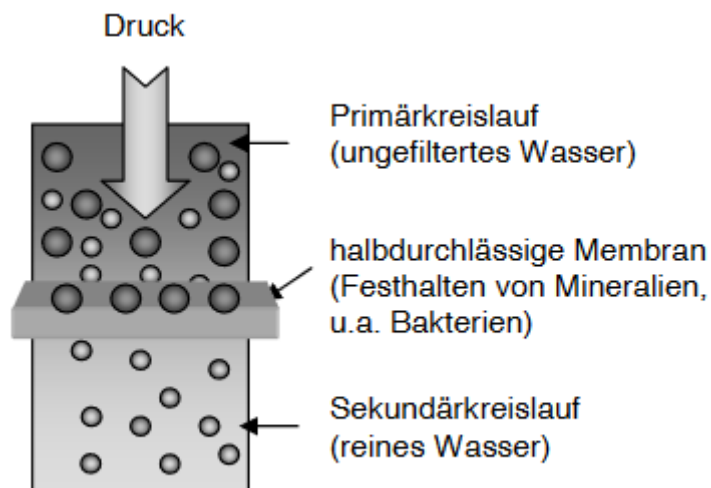 Druck
Primärkreislauf
(ungefiltertes Wasser)
halbdurchlässige Membran
(Festhalten von Mineralien,
u.a. Bakterien)
Sekundärkreislauf
(reines Wasser)